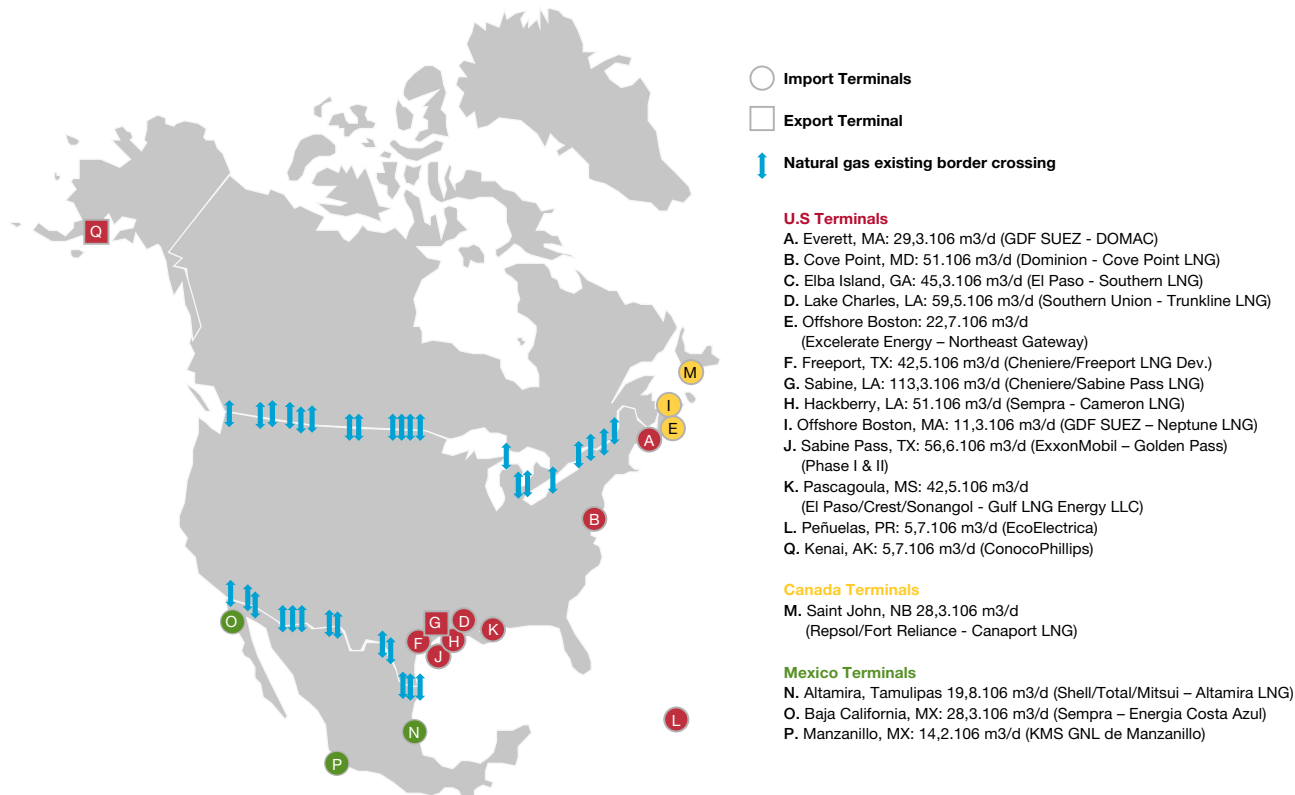 Import Terminals
Export Terminal
Natural gas existing border crossing
U.S Terminals
A. Everett, MA: 29,3.106 m3/d (GDF SUEZ - DOMAC)
B. Cove Point, MD: 51.106 m3/d (Dominion - Cove Point LNG)
C. Elba Island, GA: 45,3.106 m3/d (El Paso - Southern LNG)
D. Lake Charles, LA: 59,5.106 m3/d (Southern Union - Trunkline LNG)
E. Offshore Boston: 22,7.106 m3/d
(Excelerate Energy – Northeast Gateway)
F. Freeport, TX: 42,5.106 m3/d (Cheniere/Freeport LNG Dev.)
G. Sabine, LA: 113,3.106 m3/d (Cheniere/Sabine Pass LNG)
H. Hackberry, LA: 51.106 m3/d (Sempra - Cameron LNG)
I. Offshore Boston, MA: 11,3.106 m3/d (GDF SUEZ – Neptune LNG)
J. Sabine Pass, TX: 56,6.106 m3/d (ExxonMobil – Golden Pass)
(Phase I & II)
K. Pascagoula, MS: 42,5.106 m3/d
(El Paso/Crest/Sonangol - Gulf LNG Energy LLC)
L. Peñuelas, PR: 5,7.106 m3/d (EcoElectrica)
Q. Kenai, AK: 5,7.106 m3/d (ConocoPhillips)
Canada Terminals
M. Saint John, NB 28,3.106 m3/d
(Repsol/Fort Reliance - Canaport LNG)
Mexico Terminals
N. Altamira, Tamulipas 19,8.106 m3/d (Shell/Total/Mitsui – Altamira LNG)
O. Baja California, MX: 28,3.106 m3/d (Sempra – Energia Costa Azul)
P. Manzanillo, MX: 14,2.106 m3/d (KMS GNL de Manzanillo)
Q
M
I
E
A
B
O
G
D
K
F
H
J
L
N
P